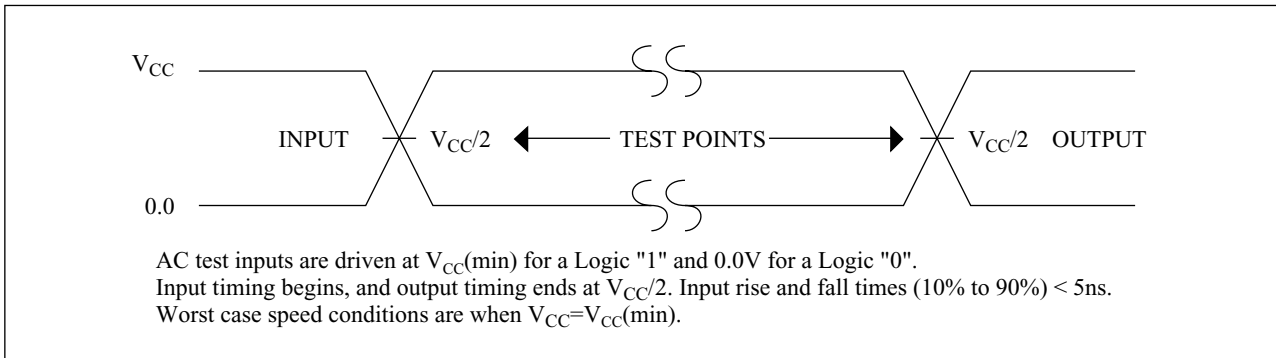 VCC
INPUT VCC/2 TEST POINTS VCC/2 OUTPUT
0.0
AC test inputs are driven at VCC(min) for a Logic "1" and 0.0V for a Logic "0".
Input timing begins, and output timing ends at VCC/2. Input rise and fall times (10% to 90%) < 5ns.
Worst case speed conditions are when VCC=VCC(min).